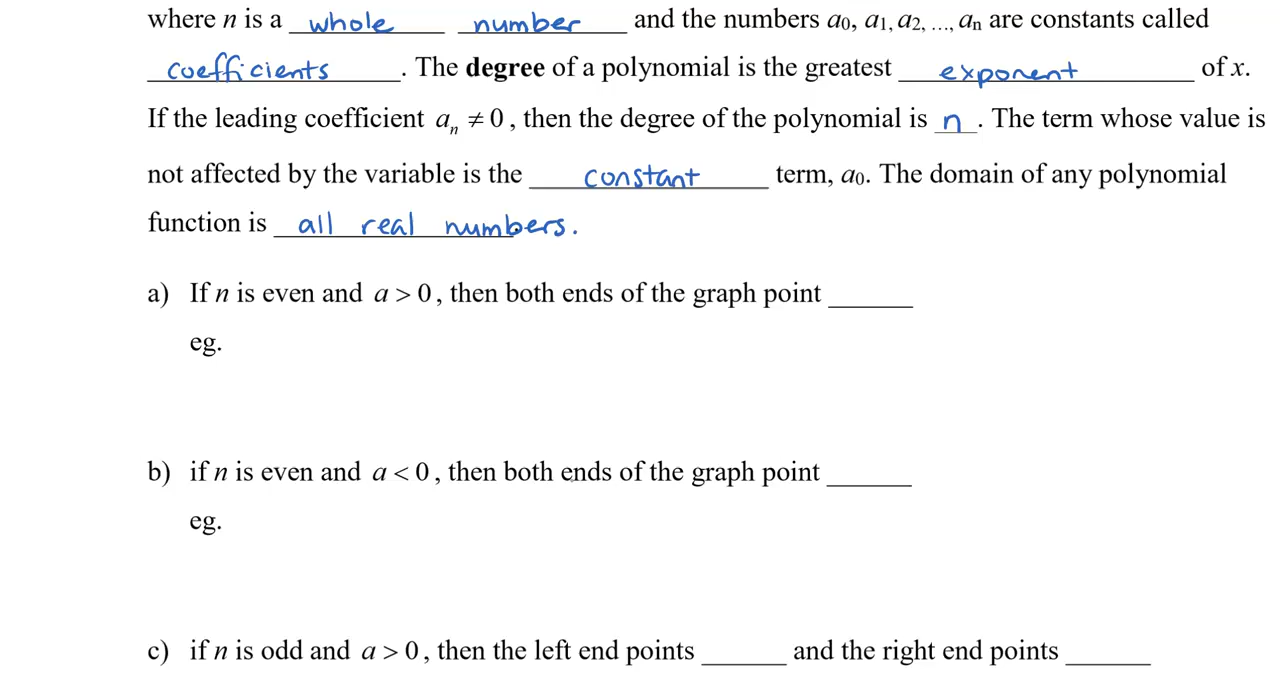 where n is a whole number and the numbers a0, a1, a2, ..., an are constants called
coefficients. The degree of a polynomial is the greatest exponent of x.
If the leading coefficient an ≠ 0, then the degree of the polynomial is n. The term whose value is
not affected by the variable is the constant term, a0. The domain of any polynomial
function is all real numbers.
a) If n is even and a > 0, then both ends of the graph point ______
eg.
b) if n is even and a < 0, then both ends of the graph point ______
eg.
c) if n is odd and a > 0, then the left end points ______ and the right end points ______